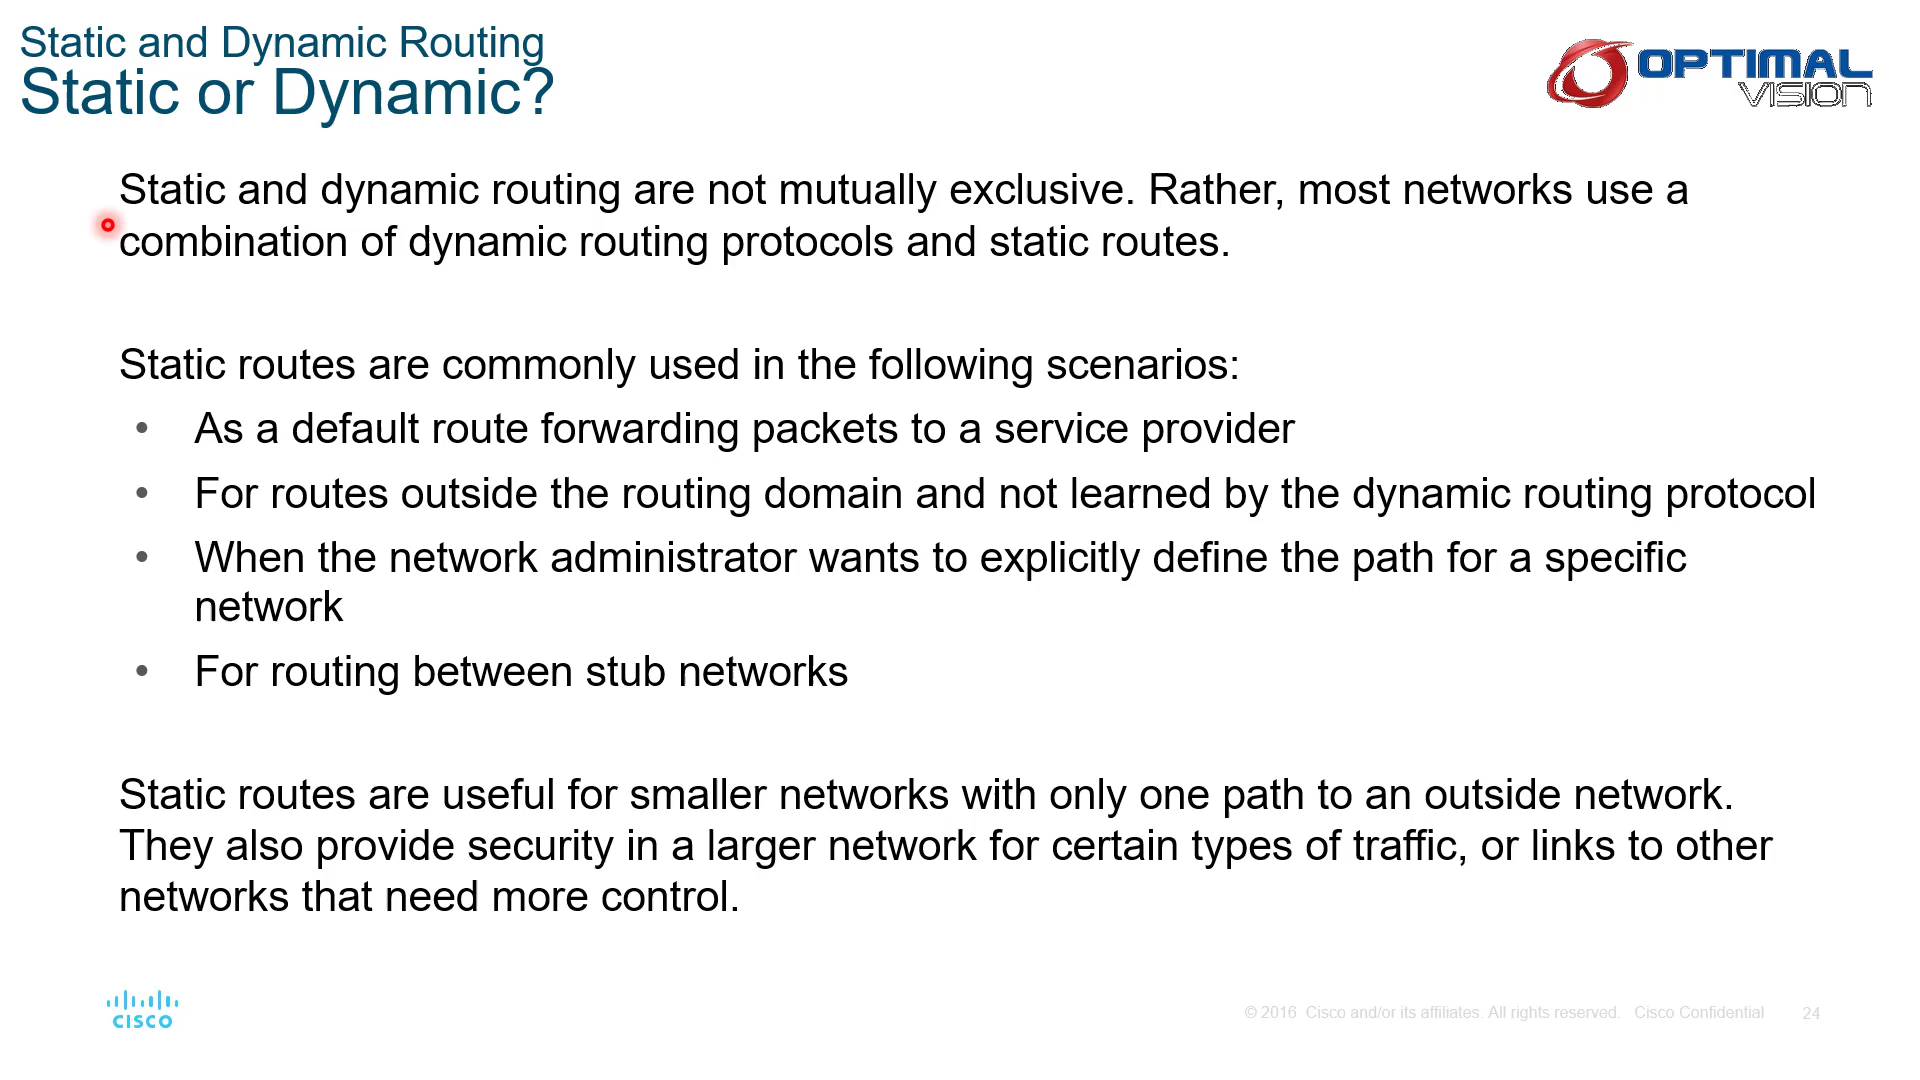 Static and Dynamic Routing
Static or Dynamic?
OPTIMAL
VISION
Static and dynamic routing are not mutually exclusive. Rather, most networks use a
combination of dynamic routing protocols and static routes.
Static routes are commonly used in the following scenarios:
• As a default route forwarding packets to a service provider
• For routes outside the routing domain and not learned by the dynamic routing protocol
• When the network administrator wants to explicitly define the path for a specific
network
• For routing between stub networks
Static routes are useful for smaller networks with only one path to an outside network.
They also provide security in a larger network for certain types of traffic, or links to other
networks that need more control.
CISCO
© 2016 Cisco and/or its affiliates. All rights reserved. Cisco Confidential 24